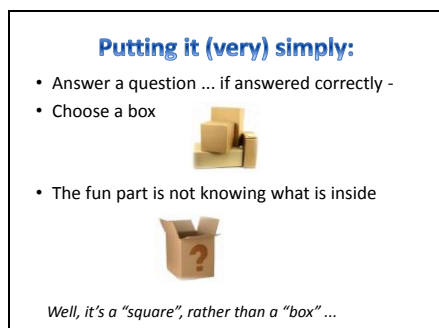 Putting it (very) simply:
• Answer a question ... if answered correctly -
• Choose a box
• The fun part is not knowing what is inside
?
Well, it's a "square", rather than a "box" ...